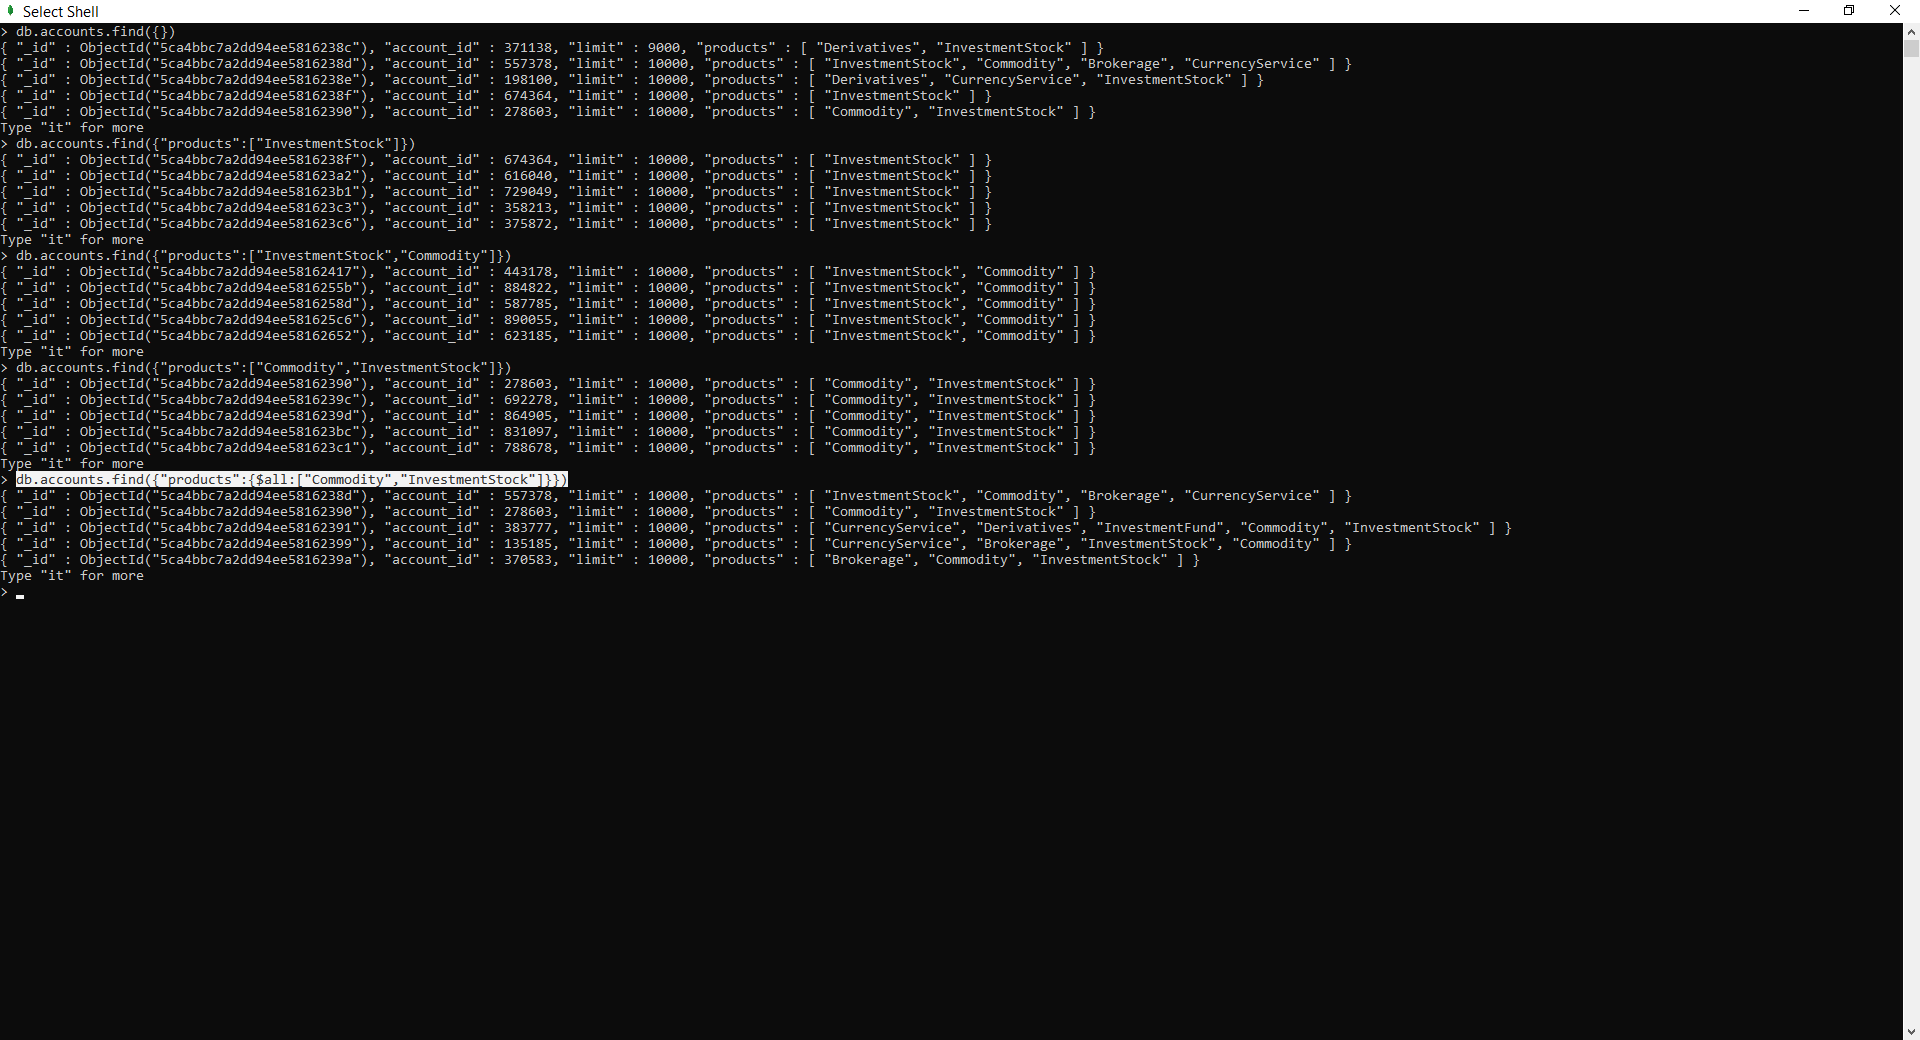 Select Shell
> db.accounts.find({})
{ "_id" : ObjectId("5ca4bbc7a2dd94ee5816238c"), "account_id" : 371138, "limit" : 9000, "products" : [ "Derivatives", "InvestmentStock" ] }
{ "_id" : ObjectId("5ca4bbc7a2dd94ee5816238d"), "account_id" : 557378, "limit" : 10000, "products" : [ "InvestmentStock", "Commodity", "Brokerage", "CurrencyService" ] }
{ "_id" : ObjectId("5ca4bbc7a2dd94ee5816238e"), "account_id" : 198100, "limit" : 10000, "products" : [ "Derivatives", "CurrencyService", "InvestmentStock" ] }
{ "_id" : ObjectId("5ca4bbc7a2dd94ee5816238f"), "account_id" : 674364, "limit" : 10000, "products" : [ "InvestmentStock" ] }
{ "_id" : ObjectId("5ca4bbc7a2dd94ee58162390"), "account_id" : 278603, "limit" : 10000, "products" : [ "Commodity", "InvestmentStock" ] }
Type "it" for more
> db.accounts.find({"products":["InvestmentStock"]})
{ "_id" : ObjectId("5ca4bbc7a2dd94ee5816238f"), "account_id" : 674364, "limit" : 10000, "products" : [ "InvestmentStock" ] }
{ "_id" : ObjectId("5ca4bbc7a2dd94ee581623a2"), "account_id" : 616040, "limit" : 10000, "products" : [ "InvestmentStock" ] }
{ "_id" : ObjectId("5ca4bbc7a2dd94ee581623b1"), "account_id" : 729049, "limit" : 10000, "products" : [ "InvestmentStock" ] }
{ "_id" : ObjectId("5ca4bbc7a2dd94ee581623c3"), "account_id" : 358213, "limit" : 10000, "products" : [ "InvestmentStock" ] }
{ "_id" : ObjectId("5ca4bbc7a2dd94ee581623c6"), "account_id" : 375872, "limit" : 10000, "products" : [ "InvestmentStock" ] }
Type "it" for more
> db.accounts.find({"products":["InvestmentStock","Commodity"]})
{ "_id" : ObjectId("5ca4bbc7a2dd94ee58162417"), "account_id" : 443178, "limit" : 10000, "products" : [ "InvestmentStock", "Commodity" ] }
{ "_id" : ObjectId("5ca4bbc7a2dd94ee5816255b"), "account_id" : 884822, "limit" : 10000, "products" : [ "InvestmentStock", "Commodity" ] }
{ "_id" : ObjectId("5ca4bbc7a2dd94ee5816258d"), "account_id" : 587785, "limit" : 10000, "products" : [ "InvestmentStock", "Commodity" ] }
{ "_id" : ObjectId("5ca4bbc7a2dd94ee581625c6"), "account_id" : 890055, "limit" : 10000, "products" : [ "InvestmentStock", "Commodity" ] }
{ "_id" : ObjectId("5ca4bbc7a2dd94ee58162652"), "account_id" : 623185, "limit" : 10000, "products" : [ "InvestmentStock", "Commodity" ] }
Type "it" for more
> db.accounts.find({"products":["Commodity","InvestmentStock"]})
{ "_id" : ObjectId("5ca4bbc7a2dd94ee58162390"), "account_id" : 278603, "limit" : 10000, "products" : [ "Commodity", "InvestmentStock" ] }
{ "_id" : ObjectId("5ca4bbc7a2dd94ee5816239c"), "account_id" : 692278, "limit" : 10000, "products" : [ "Commodity", "InvestmentStock" ] }
{ "_id" : ObjectId("5ca4bbc7a2dd94ee5816239d"), "account_id" : 864905, "limit" : 10000, "products" : [ "Commodity", "InvestmentStock" ] }
{ "_id" : ObjectId("5ca4bbc7a2dd94ee581623bc"), "account_id" : 831097, "limit" : 10000, "products" : [ "Commodity", "InvestmentStock" ] }
{ "_id" : ObjectId("5ca4bbc7a2dd94ee581623c1"), "account_id" : 788678, "limit" : 10000, "products" : [ "Commodity", "InvestmentStock" ] }
Type "it" for more
> db.accounts.find({"products":{$all:["Commodity","InvestmentStock"]}})
{ "_id" : ObjectId("5ca4bbc7a2dd94ee5816238d"), "account_id" : 557378, "limit" : 10000, "products" : [ "InvestmentStock", "Commodity", "Brokerage", "CurrencyService" ] }
{ "_id" : ObjectId("5ca4bbc7a2dd94ee58162390"), "account_id" : 278603, "limit" : 10000, "products" : [ "Commodity", "InvestmentStock" ] }
{ "_id" : ObjectId("5ca4bbc7a2dd94ee58162391"), "account_id" : 383777, "limit" : 10000, "products" : [ "CurrencyService", "Derivatives", "InvestmentFund", "Commodity", "InvestmentStock" ] }
{ "_id" : ObjectId("5ca4bbc7a2dd94ee58162399"), "account_id" : 135185, "limit" : 10000, "products" : [ "CurrencyService", "Brokerage", "InvestmentStock", "Commodity" ] }
{ "_id" : ObjectId("5ca4bbc7a2dd94ee5816239a"), "account_id" : 370583, "limit" : 10000, "products" : [ "Brokerage", "Commodity", "InvestmentStock" ] }
Type "it" for more
>